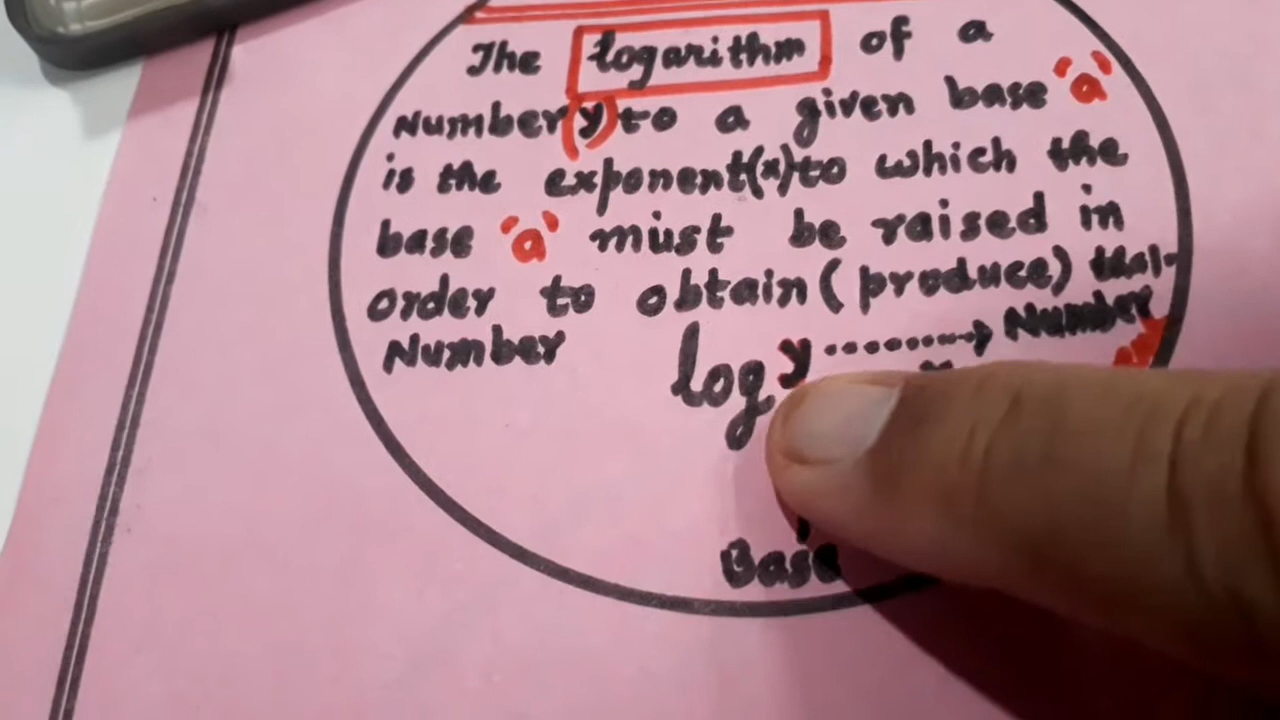 The logarithm of a
Number(y) to a given base 'a'
is the exponent(x) to which the
base 'a' must be raised in
order to obtain (produce) that
Number
log y ---------> Number
Base